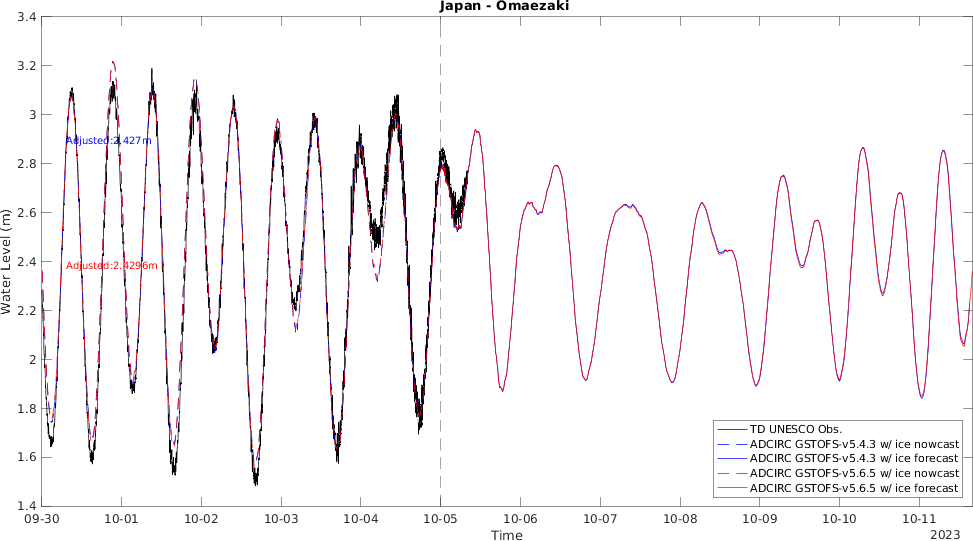 Japan - Omaezaki
3.4
3.2
3
2.8
2.6
2.4
2.2
2
1.8
1.6
1.4
Water Level (m)
Adjusted:2.427m
Adjusted:2.4296m
TD UNESCO Obs.
ADCIRC GSTOFS-v5.4.3 w/ ice nowcast
ADCIRC GSTOFS-v5.4.3 w/ ice forecast
ADCIRC GSTOFS-v5.6.5 w/ ice nowcast
ADCIRC GSTOFS-v5.6.5 w/ ice forecast
09-30 10-01 10-02 10-03 10-04 10-05 10-06 10-07 10-08 10-09 10-10 10-11
Time
2023